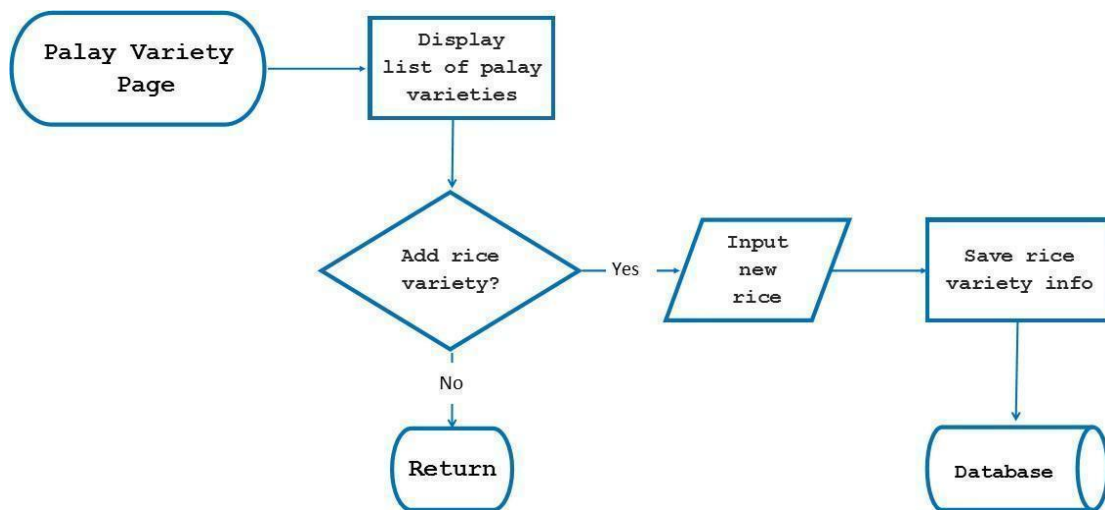 Palay Variety
Page
Display
list of palay
varieties
Add rice
variety?
Yes
Input
new
rice
Save rice
variety info
No
Return
Database